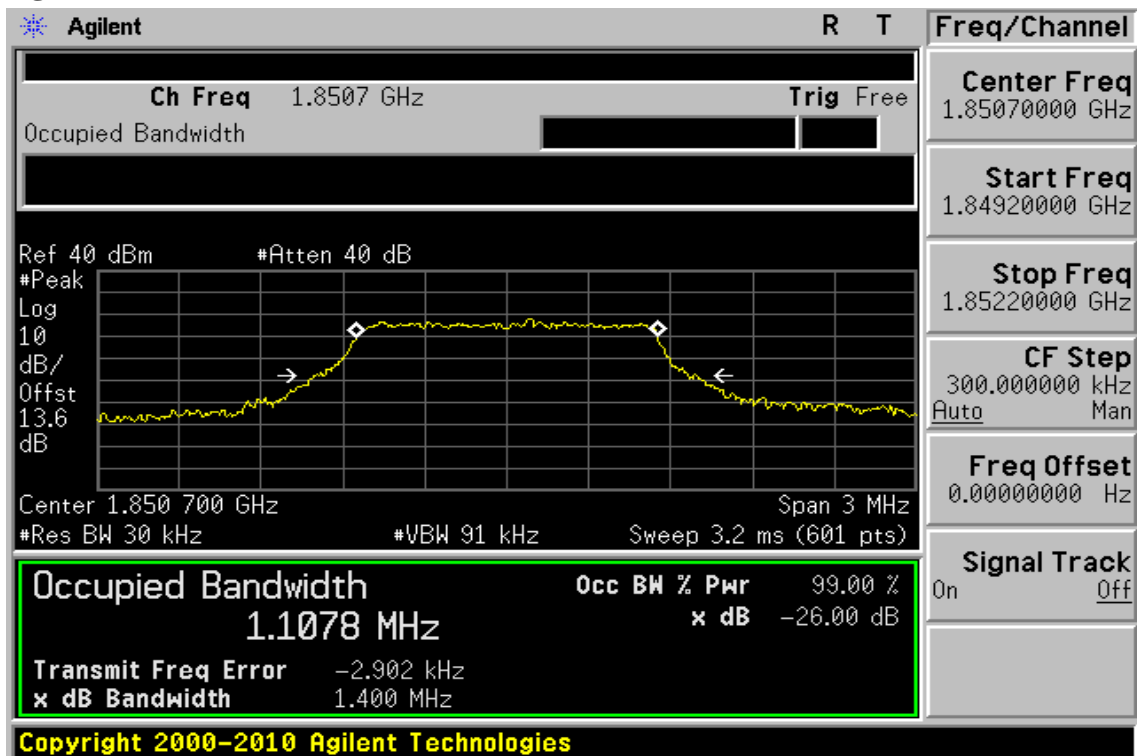 Agilent R T
Ch Freq 1.8507 GHz Trig Free
Occupied Bandwidth
Ref 40 dBm #Atten 40 dB
#Peak
Log
10
dB/
Offst
13.6
dB
Center 1.850 700 GHz Span 3 MHz
#Res BW 30 kHz #VBW 91 kHz Sweep 3.2 ms (601 pts)
Occupied Bandwidth
1.1078 MHz
Occ BW % Pwr 99.00 %
x dB -26.00 dB
Transmit Freq Error -2.902 kHz
x dB Bandwidth 1.400 MHz
Copyright 2000-2010 Agilent Technologies
Freq/Channel
Center Freq
1.85070000 GHz
Start Freq
1.84920000 GHz
Stop Freq
1.85220000 GHz
CF Step
300.000000 kHz
Auto Man
Freq Offset
0.00000000 Hz
Signal Track
On Off